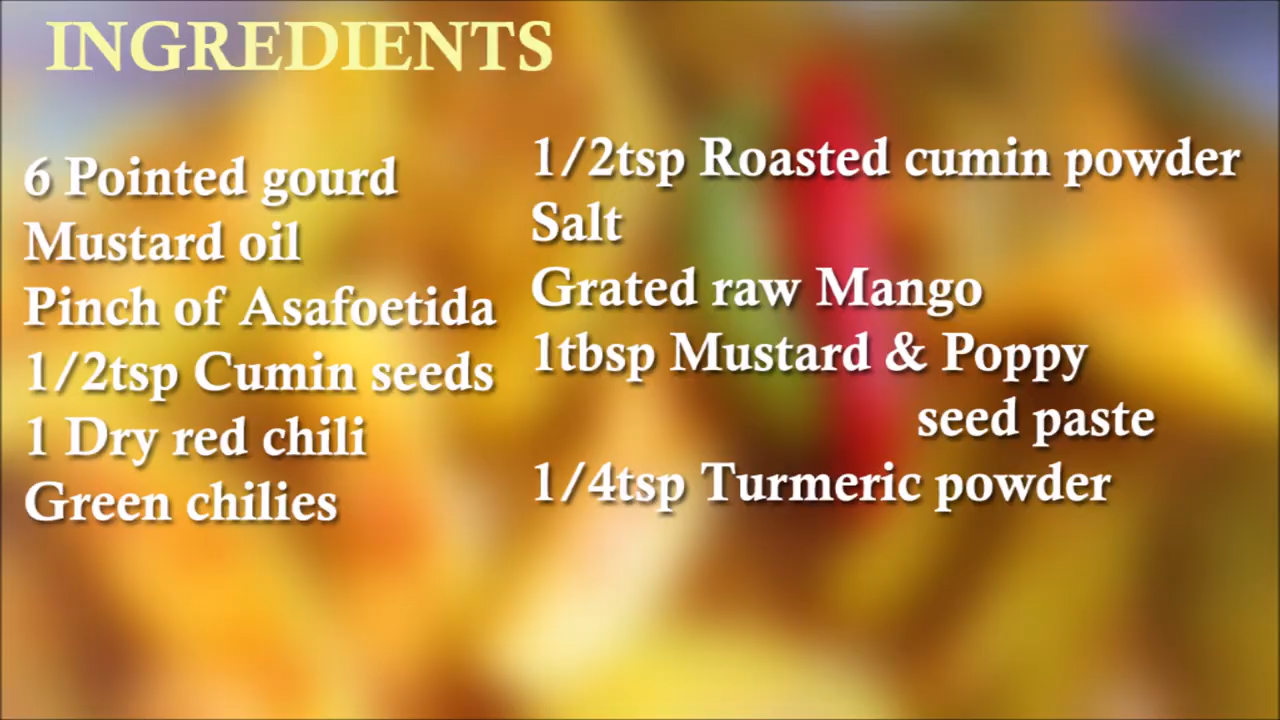 INGREDIENTS
6 Pointed gourd
Mustard oil
Pinch of Asafoetida
1/2tsp Cumin seeds
1 Dry red chili
Green chilies
1/2tsp Roasted cumin powder
Salt
Grated raw Mango
1tbsp Mustard & Poppy
seed paste
1/4tsp Turmeric powder